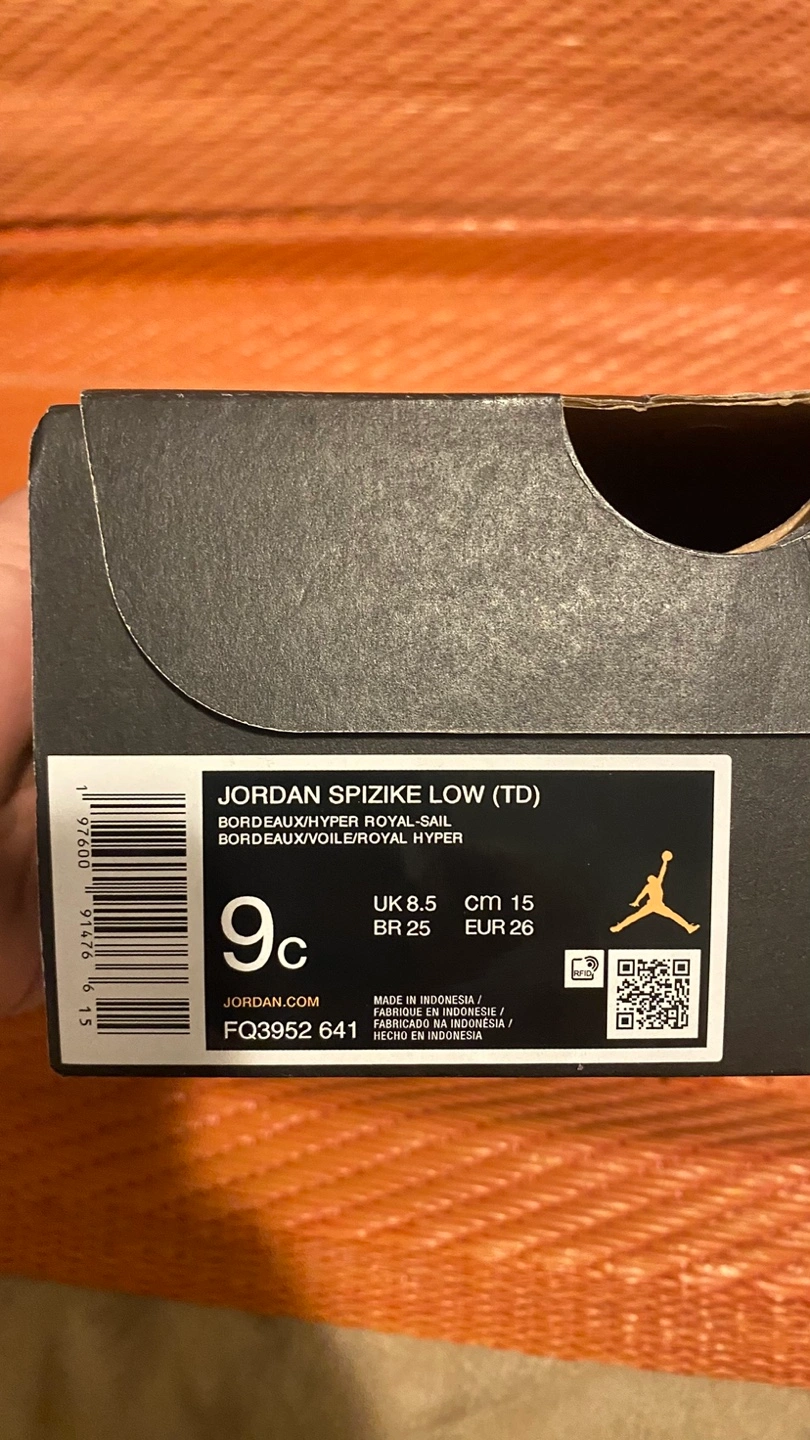 JORDAN SPIZIKE LOW (TD)
BORDEAUX/HYPER ROYAL-SAIL
BORDEAUX/VOILE/ROYAL HYPER
9C
UK 8.5 cm 15
BR 25 EUR 26
RFID
JORDAN.COM
FQ3952 641
MADE IN INDONESIA /
FABRIQUE EN INDONESIE /
FABRICADO NA INDONÉSIA /
HECHO EN INDONESIA
1 97600 91476 6 15